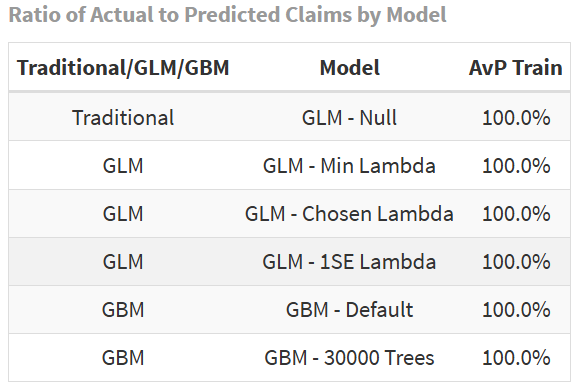 Ratio of Actual to Predicted Claims by Model
Traditional/GLM/GBM Model AvP Train
Traditional GLM - Null 100.0%
GLM GLM - Min Lambda 100.0%
GLM GLM - Chosen Lambda 100.0%
GLM GLM - 1SE Lambda 100.0%
GBM GBM - Default 100.0%
GBM GBM - 30000 Trees 100.0%